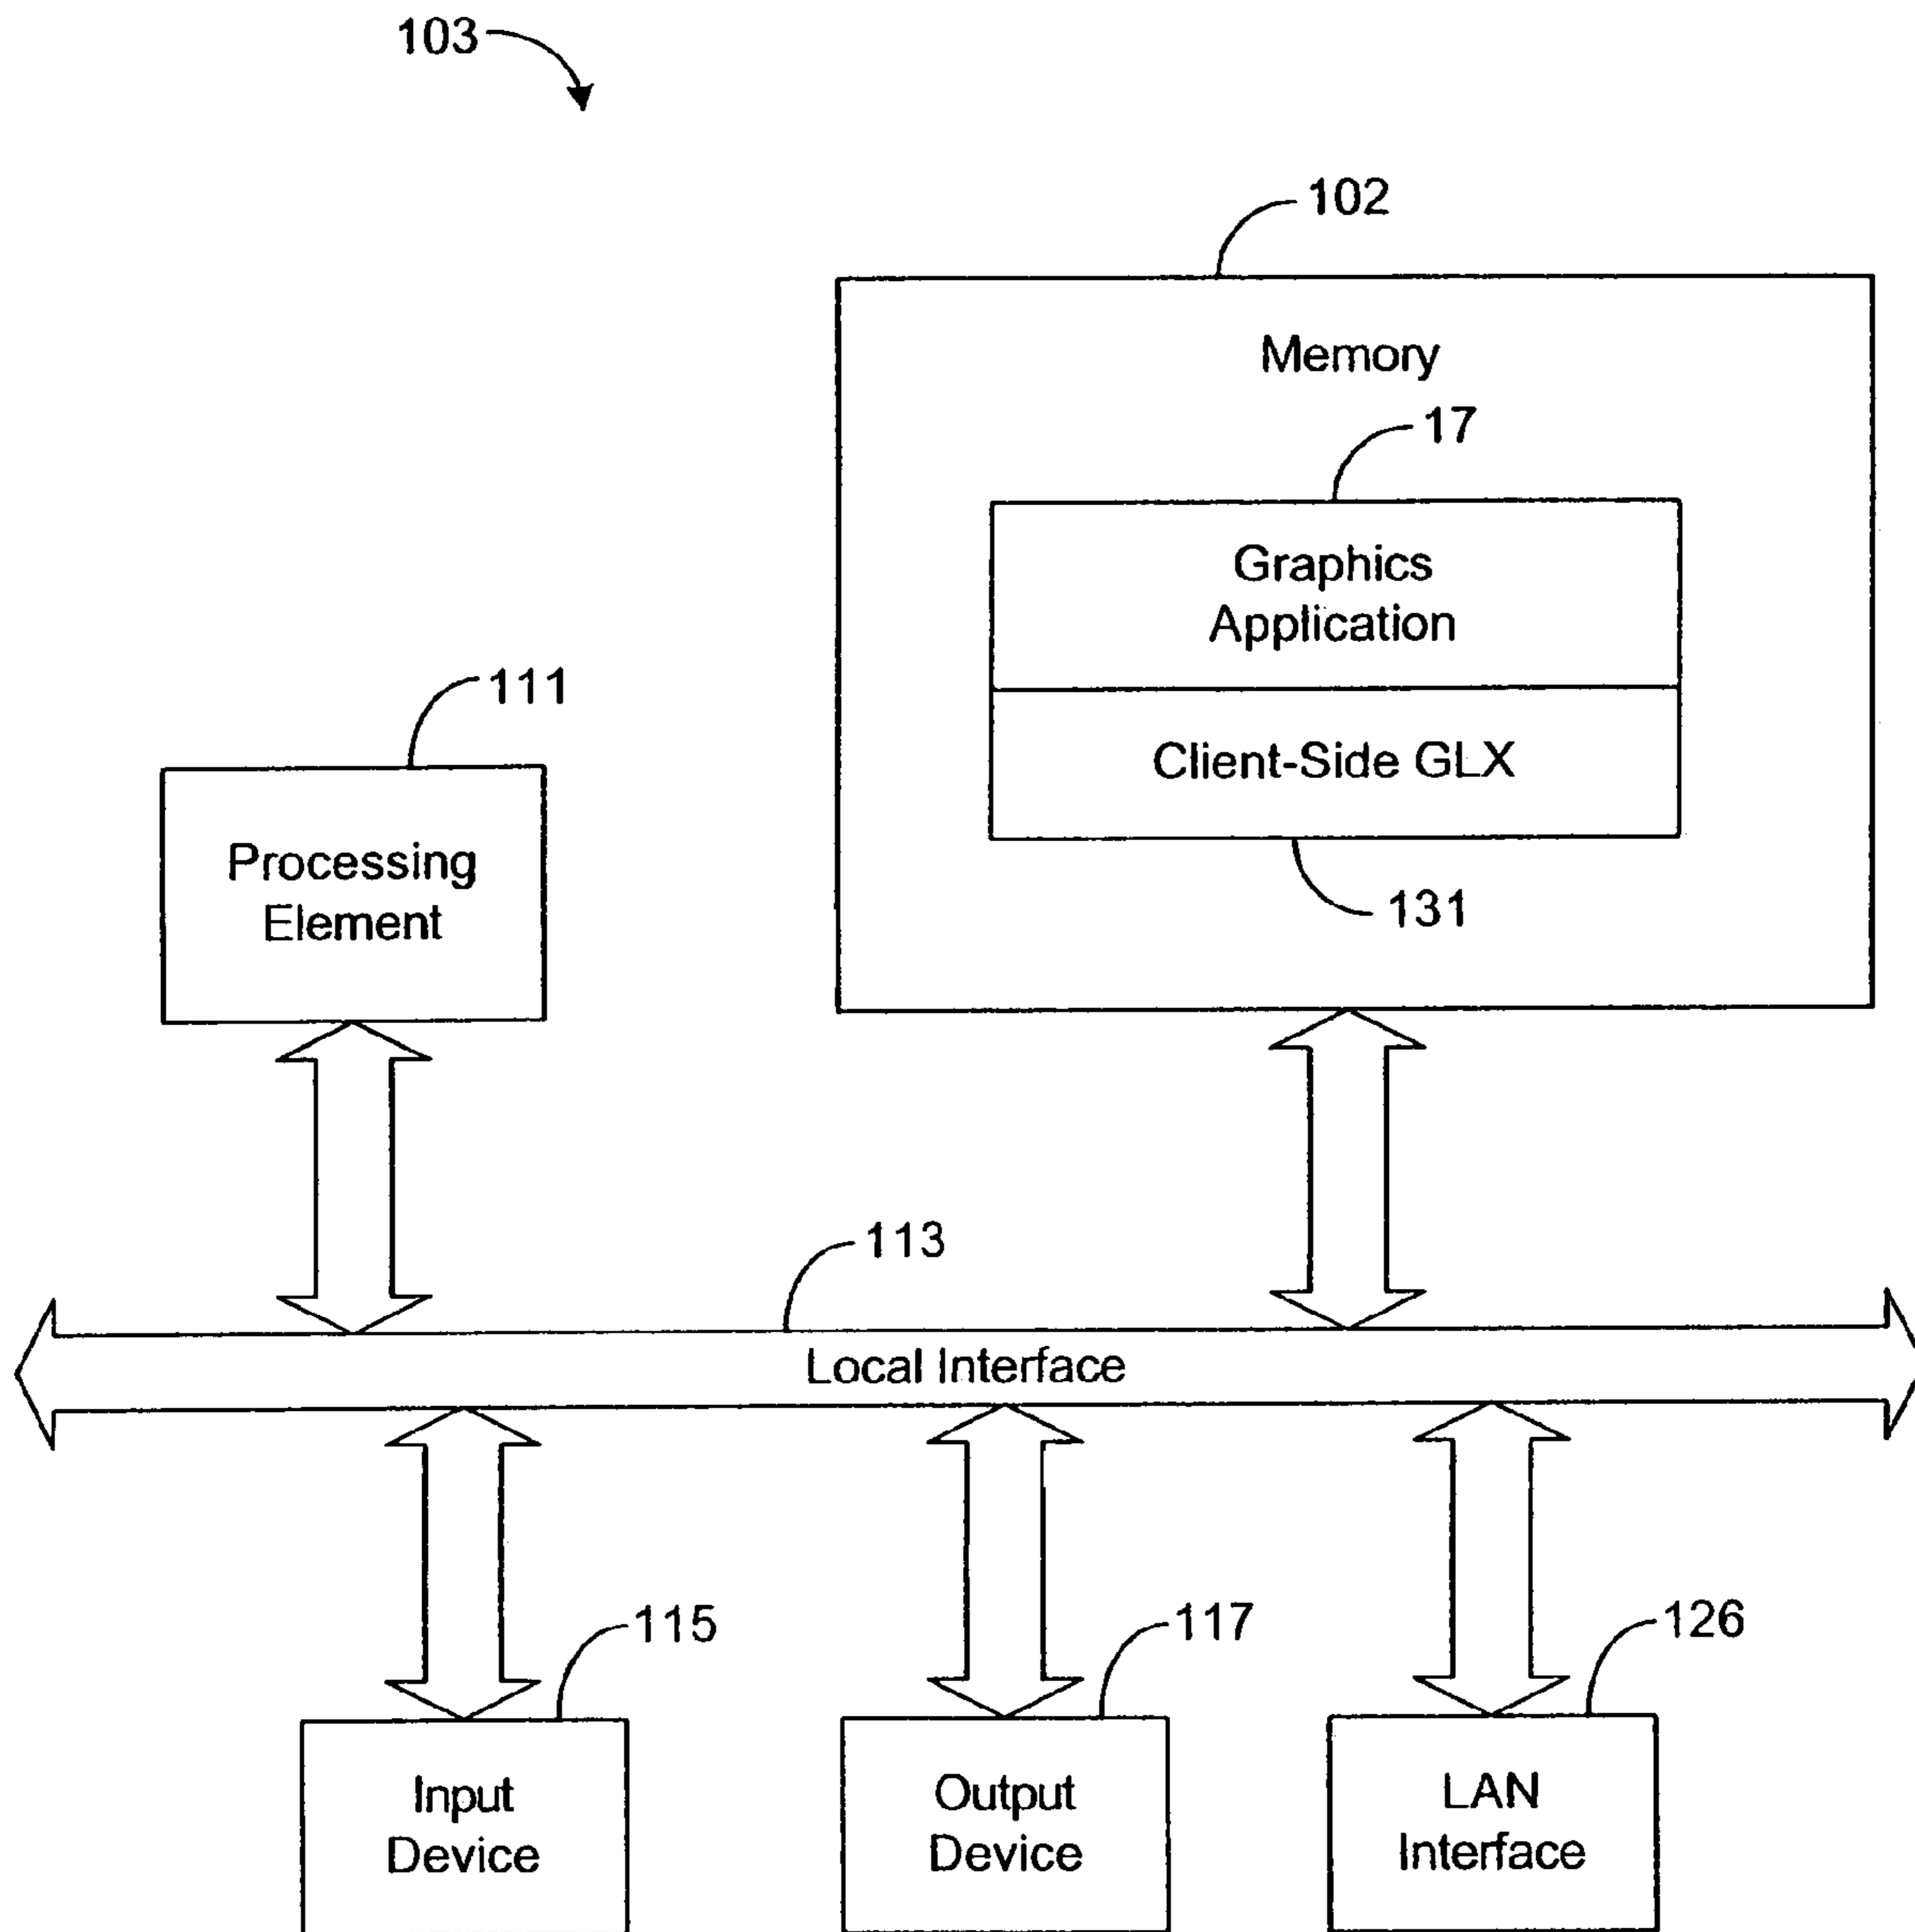 103
102
Memory
17
Graphics
Application
Client-Side GLX
131
111
Processing
Element
113
Local Interface
115
117
126
Input
Device
Output
Device
LAN
Interface